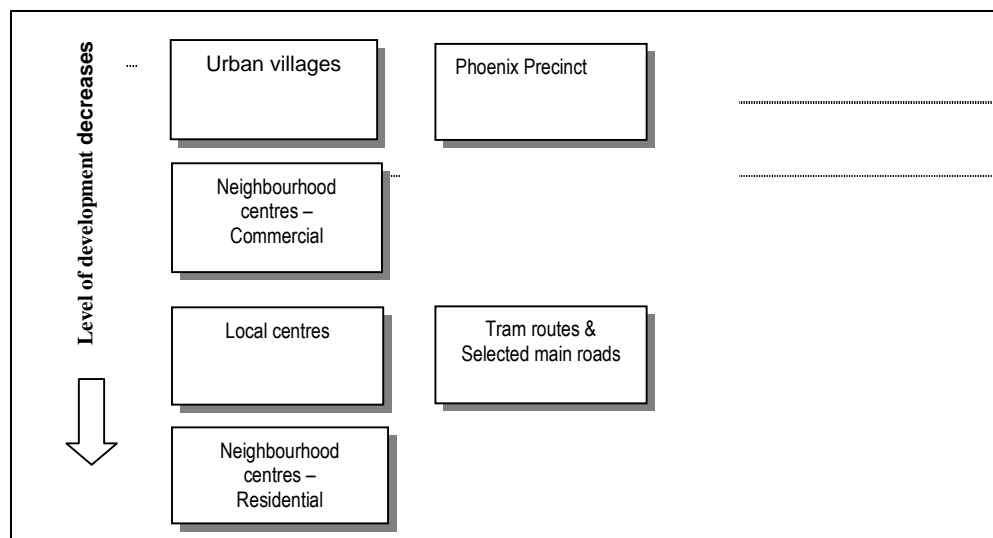 Level of development decreases
Urban villages
Phoenix Precinct
Neighbourhood
centres –
Commercial
Local centres
Tram routes &
Selected main roads
Neighbourhood
centres –
Residential